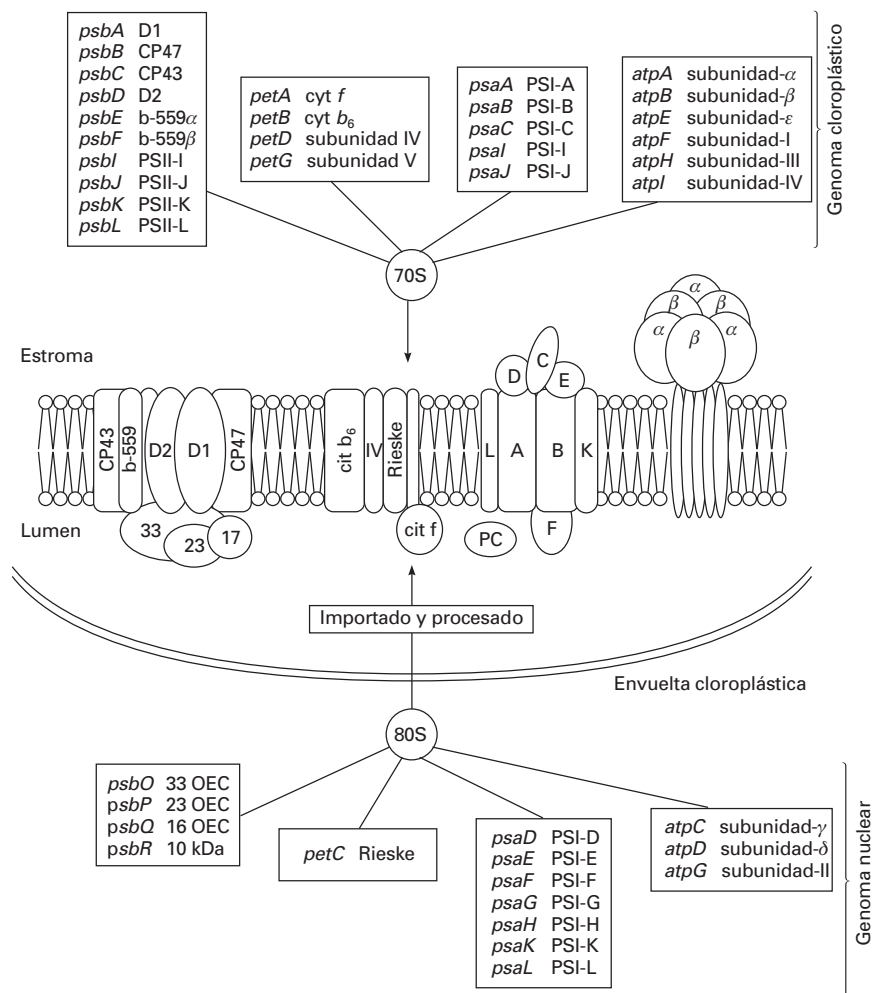 psbA D1
psbB CP47
psbC CP43
psbD D2
psbE b-559α
psbF b-559β
psbI PSII-I
psbJ PSII-J
psbK PSII-K
psbL PSII-L
petA cyt f
petB cyt b6
petD subunidad IV
petG subunidad V
psaA PSI-A
psaB PSI-B
psaC PSI-C
psaI PSI-I
psaJ PSI-J
atpA subunidad-α
atpB subunidad-β
atpE subunidad-ε
atpF subunidad-I
atpH subunidad-III
atpI subunidad-IV
Genoma cloroplástico
70S
Estroma
CP43
b-559
D2
D1
CP47
33
23
17
cit b6
IV
Rieske
cit f
L
A
B
K
D
C
E
F
PC
α
β
β
α
β
α
Lumen
Importado y procesado
Envuelta cloroplástica
80S
psbO 33 OEC
psbP 23 OEC
psbQ 16 OEC
psbR 10 kDa
petC Rieske
psaD PSI-D
psaE PSI-E
psaF PSI-F
psaG PSI-G
psaH PSI-H
psaK PSI-K
psaL PSI-L
atpC subunidad-γ
atpD subunidad-δ
atpG subunidad-II
Genoma nuclear